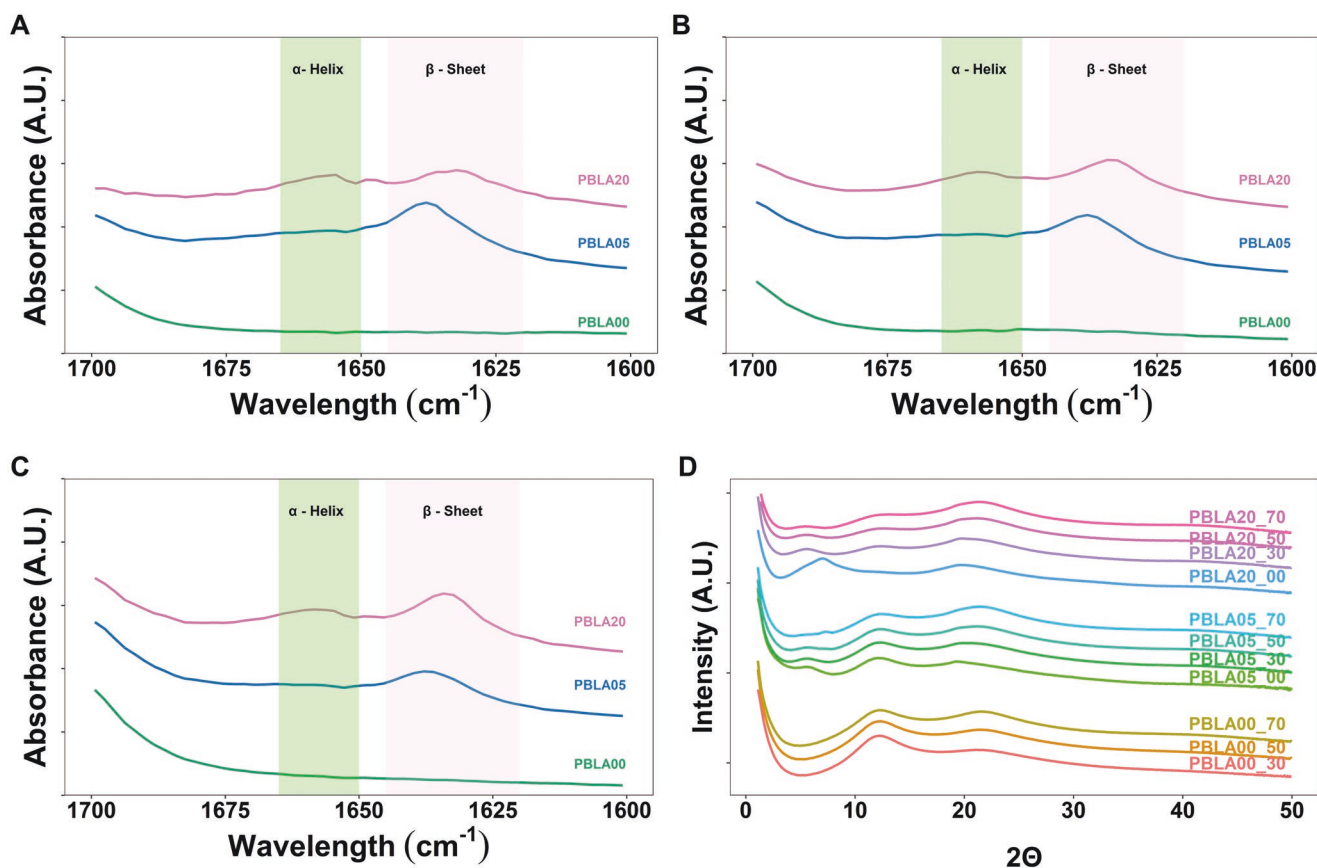 A
α- Helix
β - Sheet
PBLA20
PBLA05
PBLA00
Absorbance (A.U.)
1700
1675
1650
1625
1600
Wavelength (cm⁻¹)
B
α - Helix
β - Sheet
PBLA20
PBLA05
PBLA00
Absorbance (A.U.)
1700
1675
1650
1625
1600
Wavelength (cm⁻¹)
C
α - Helix
β - Sheet
PBLA20
PBLA05
PBLA00
Absorbance (A.U.)
1700
1675
1650
1625
1600
Wavelength (cm⁻¹)
D
PBLA20_70
PBLA20_50
PBLA20_30
PBLA20_00
PBLA05_70
PBLA05_50
PBLA05_30
PBLA05_00
PBLA00_70
PBLA00_50
PBLA00_30
Intensity (A.U.)
0
10
20
30
40
50
2Θ